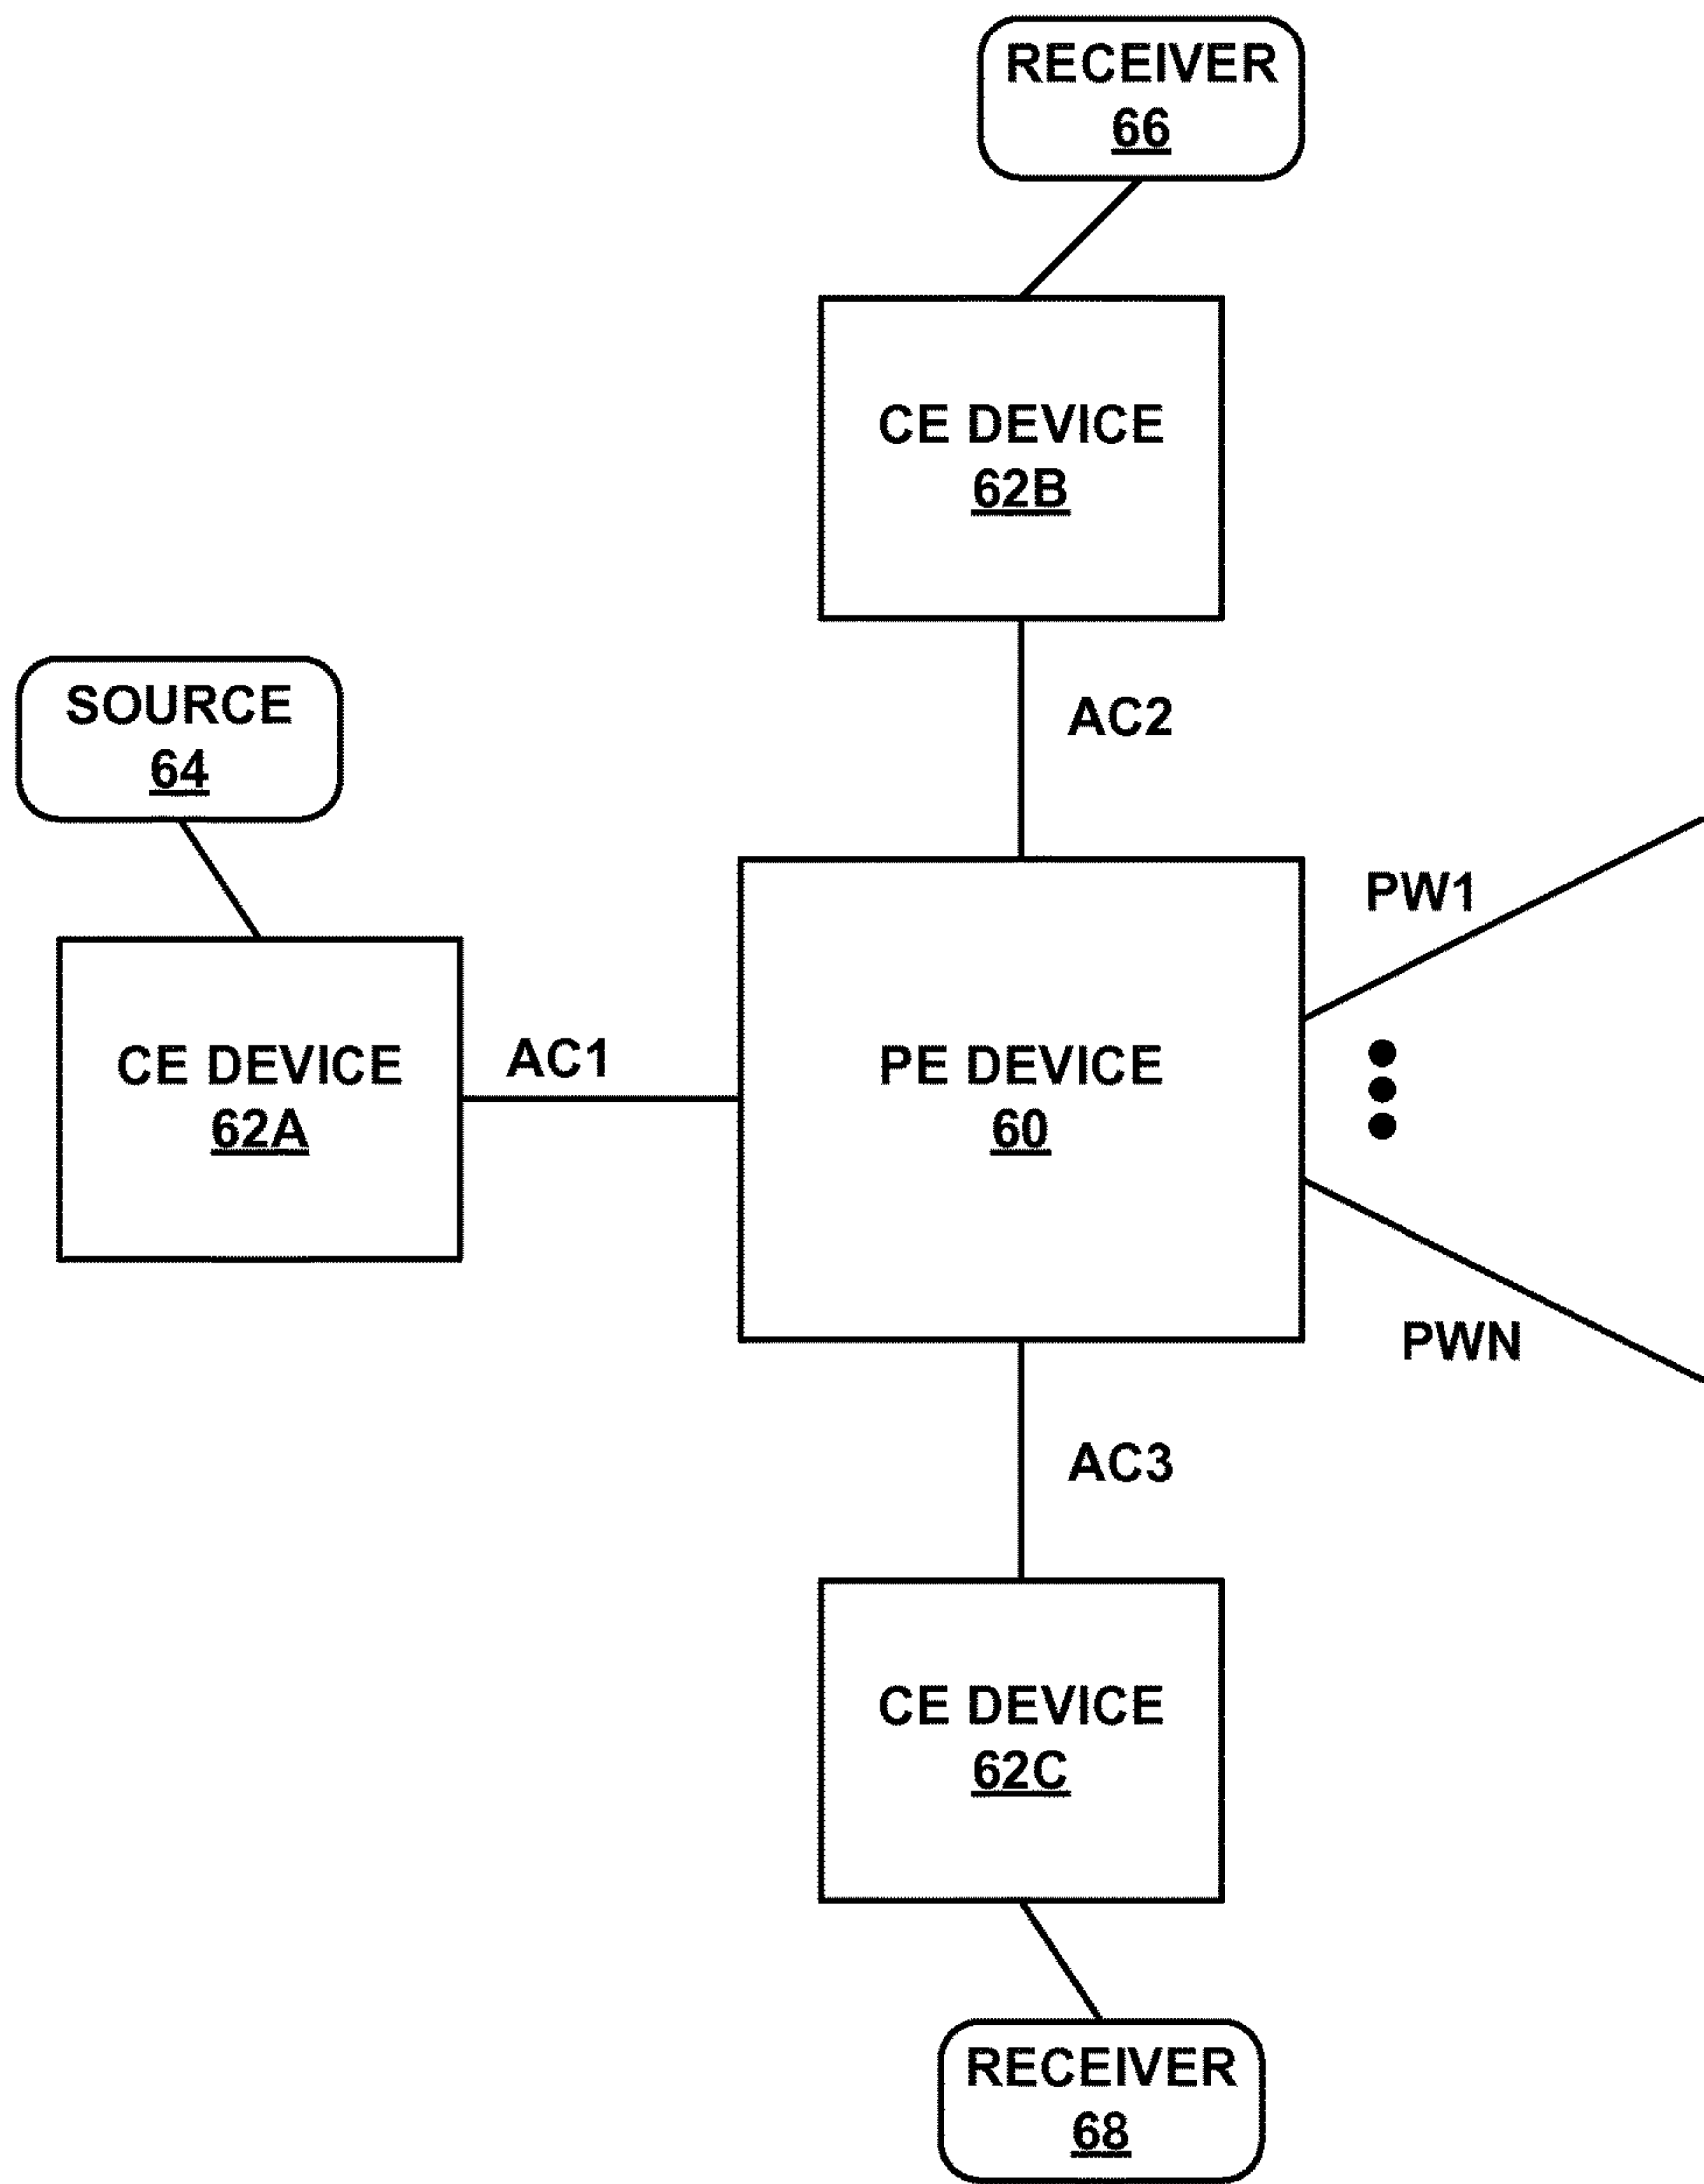 RECEIVER
66
CE DEVICE
62B
SOURCE
64
AC2
PW1
CE DEVICE
62A
AC1
PE DEVICE
60
PWN
AC3
CE DEVICE
62C
RECEIVER
68